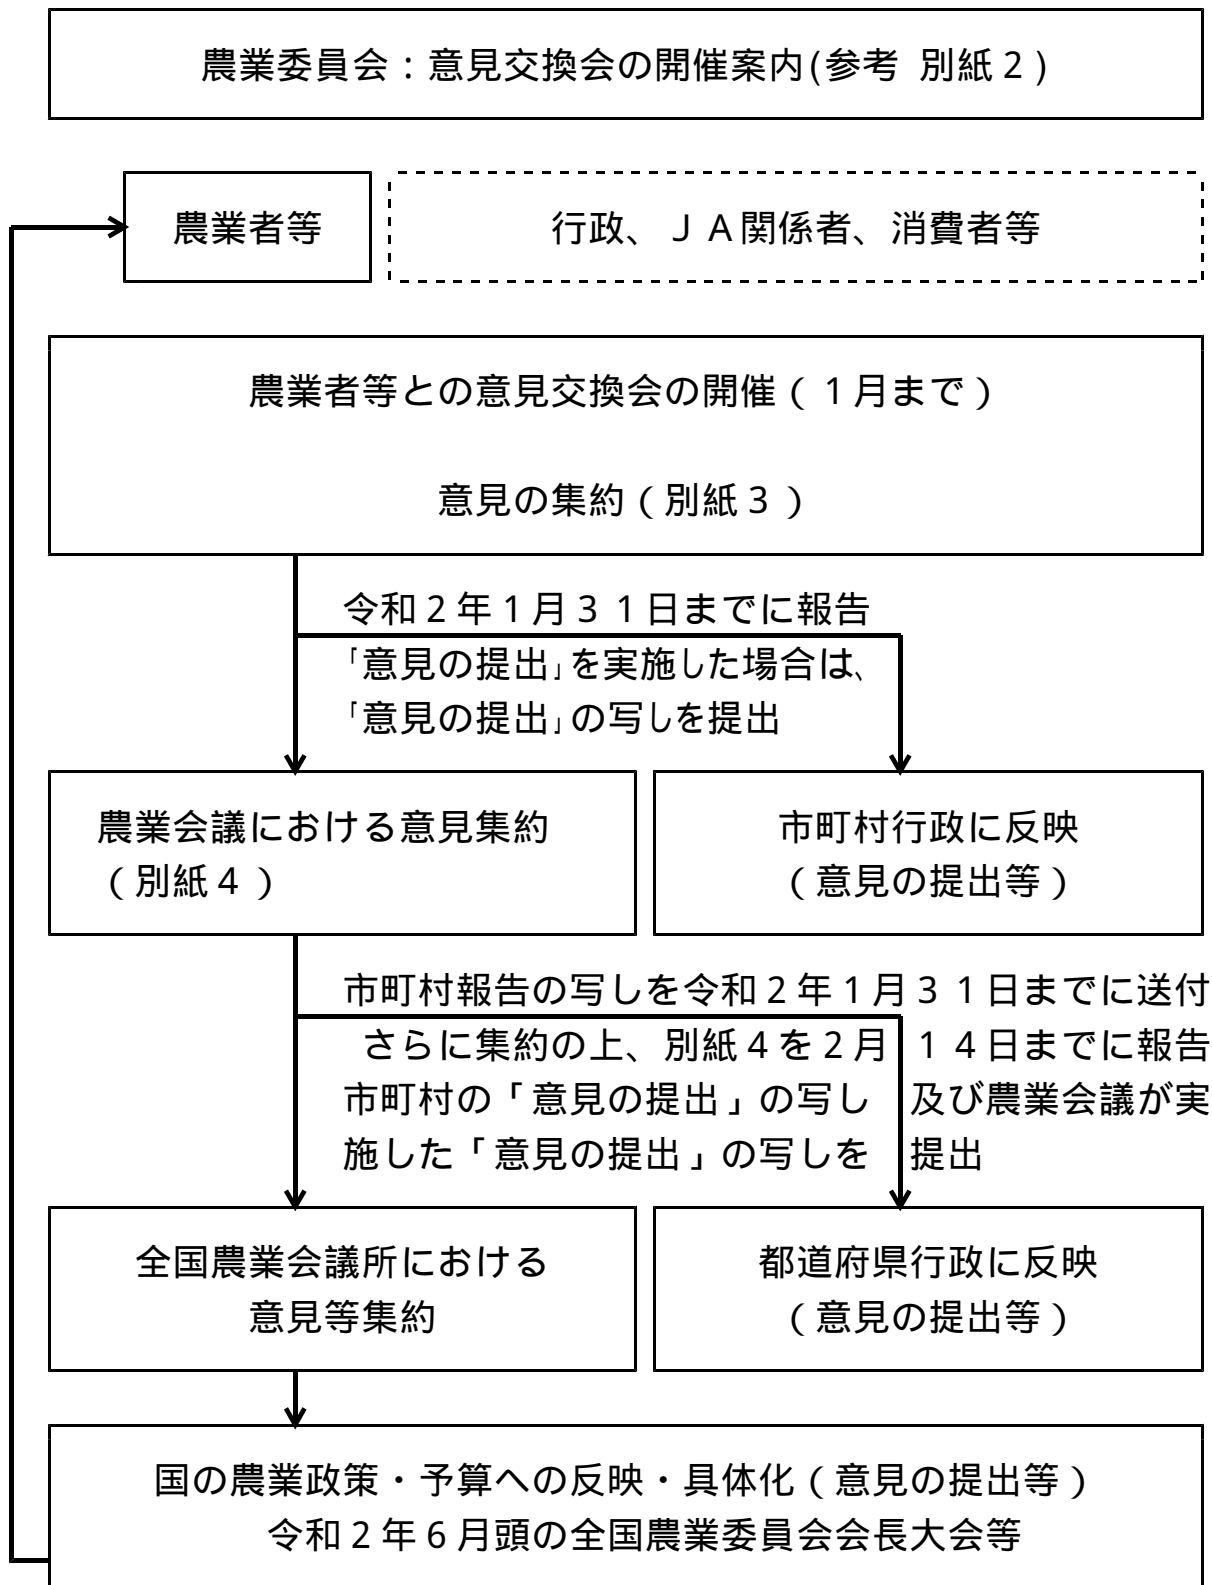 農業委員会：意見交換会の開催案内(参考 別紙２)
農業者等
行政、ＪＡ関係者、消費者等
農業者等との意見交換会の開催（１月まで）
意見の集約（別紙３）
令和２年１月３１日までに報告
「意見の提出」を実施した場合は、
「意見の提出」の写しを提出
農業会議における意見集約
（別紙４）
市町村行政に反映
（意見の提出等）
市町村報告の写しを令和２年１月３１日までに送付
さらに集約の上、別紙４を２月１４日までに報告
市町村の「意見の提出」の写し及び農業会議が実
施した「意見の提出」の写しを提出
全国農業会議所における
意見等集約
都道府県行政に反映
（意見の提出等）
国の農業政策・予算への反映・具体化（意見の提出等）
令和２年６月頭の全国農業委員会会長大会等